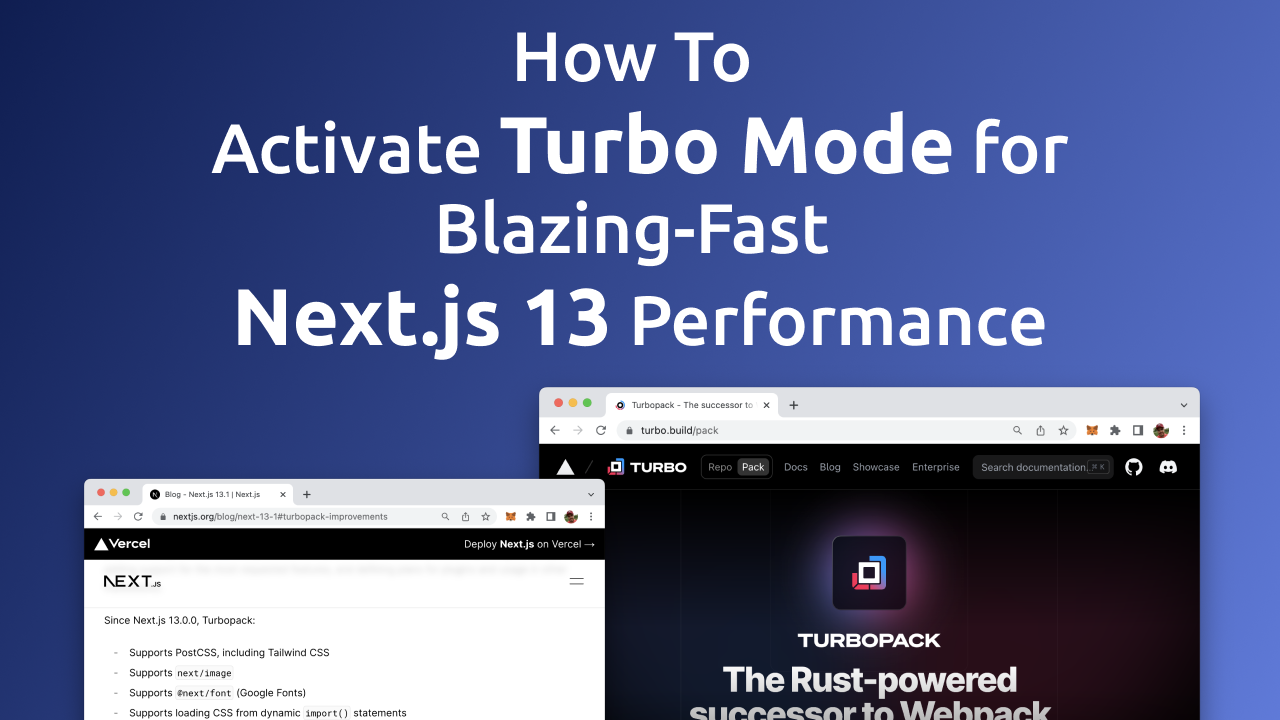 How To
Activate Turbo Mode for
Blazing-Fast
Next.js 13 Performance
Turbopack - The successor to
turbo.build/pack
TURBO Repo Pack Docs Blog Showcase Enterprise Search documentation... ⌘ K
TURBOPACK
The Rust-powered
successor to Webpack
Blog - Next.js 13.1 | Next.js
nextjs.org/blog/next-13-1#turbopack-improvements
Vercel Deploy Next.js on Vercel →
NEXT.JS
Since Next.js 13.0.0, Turbopack:
- Supports PostCSS, including Tailwind CSS
- Supports next/image
- Supports @next/font (Google Fonts)
- Supports loading CSS from dynamic import() statements